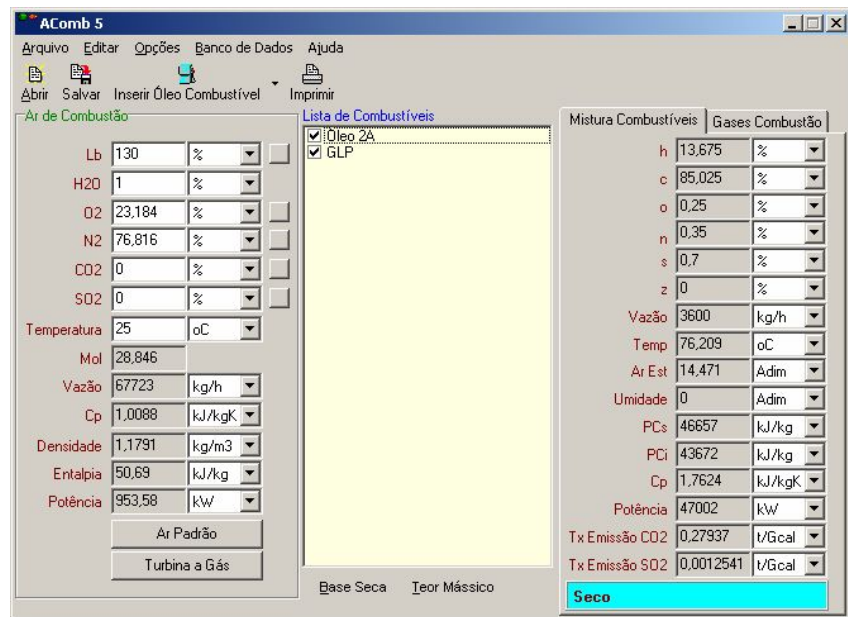 AComb 5
Arquivo Editar Opções Banco de Dados Ajuda
Abrir Salvar Inserir Óleo Combustível Imprimir
Ar de Combustão
Lb 130 %
H2O 1 %
O2 23,184 %
N2 76,816 %
CO2 0 %
SO2 0 %
Temperatura 25 oC
Mol 28,846
Vazão 67723 kg/h
Cp 1,0088 kJ/kgK
Densidade 1,1791 kg/m3
Entalpia 50,69 kJ/kg
Potência 953,58 kW
Ar Padrão
Turbina a Gás
Lista de Combustíveis
Óleo 2A
GLP
Base Seca Teor Mássico
Mistura Combustíveis Gases Combustão
h 13,675 %
c 85,025 %
o 0,25 %
n 0,35 %
s 0,7 %
z 0 %
Vazão 3600 kg/h
Temp 76,209 oC
Ar Est 14,471 Adim
Umidade 0 Adim
PCs 46657 kJ/kg
PCi 43672 kJ/kg
Cp 1,7624 kJ/kgK
Potência 47002 kW
Tx Emissão CO2 0,27937 t/Gcal
Tx Emissão SO2 0,0012541 t/Gcal
Seco